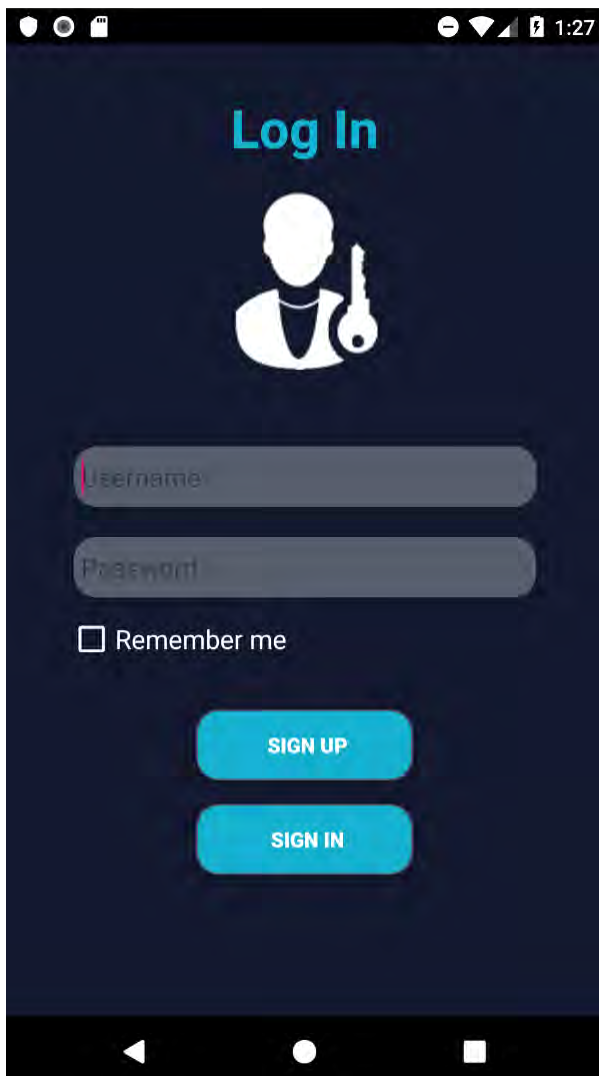 1:27
Log In
Username
Password
Remember me
SIGN UP
SIGN IN